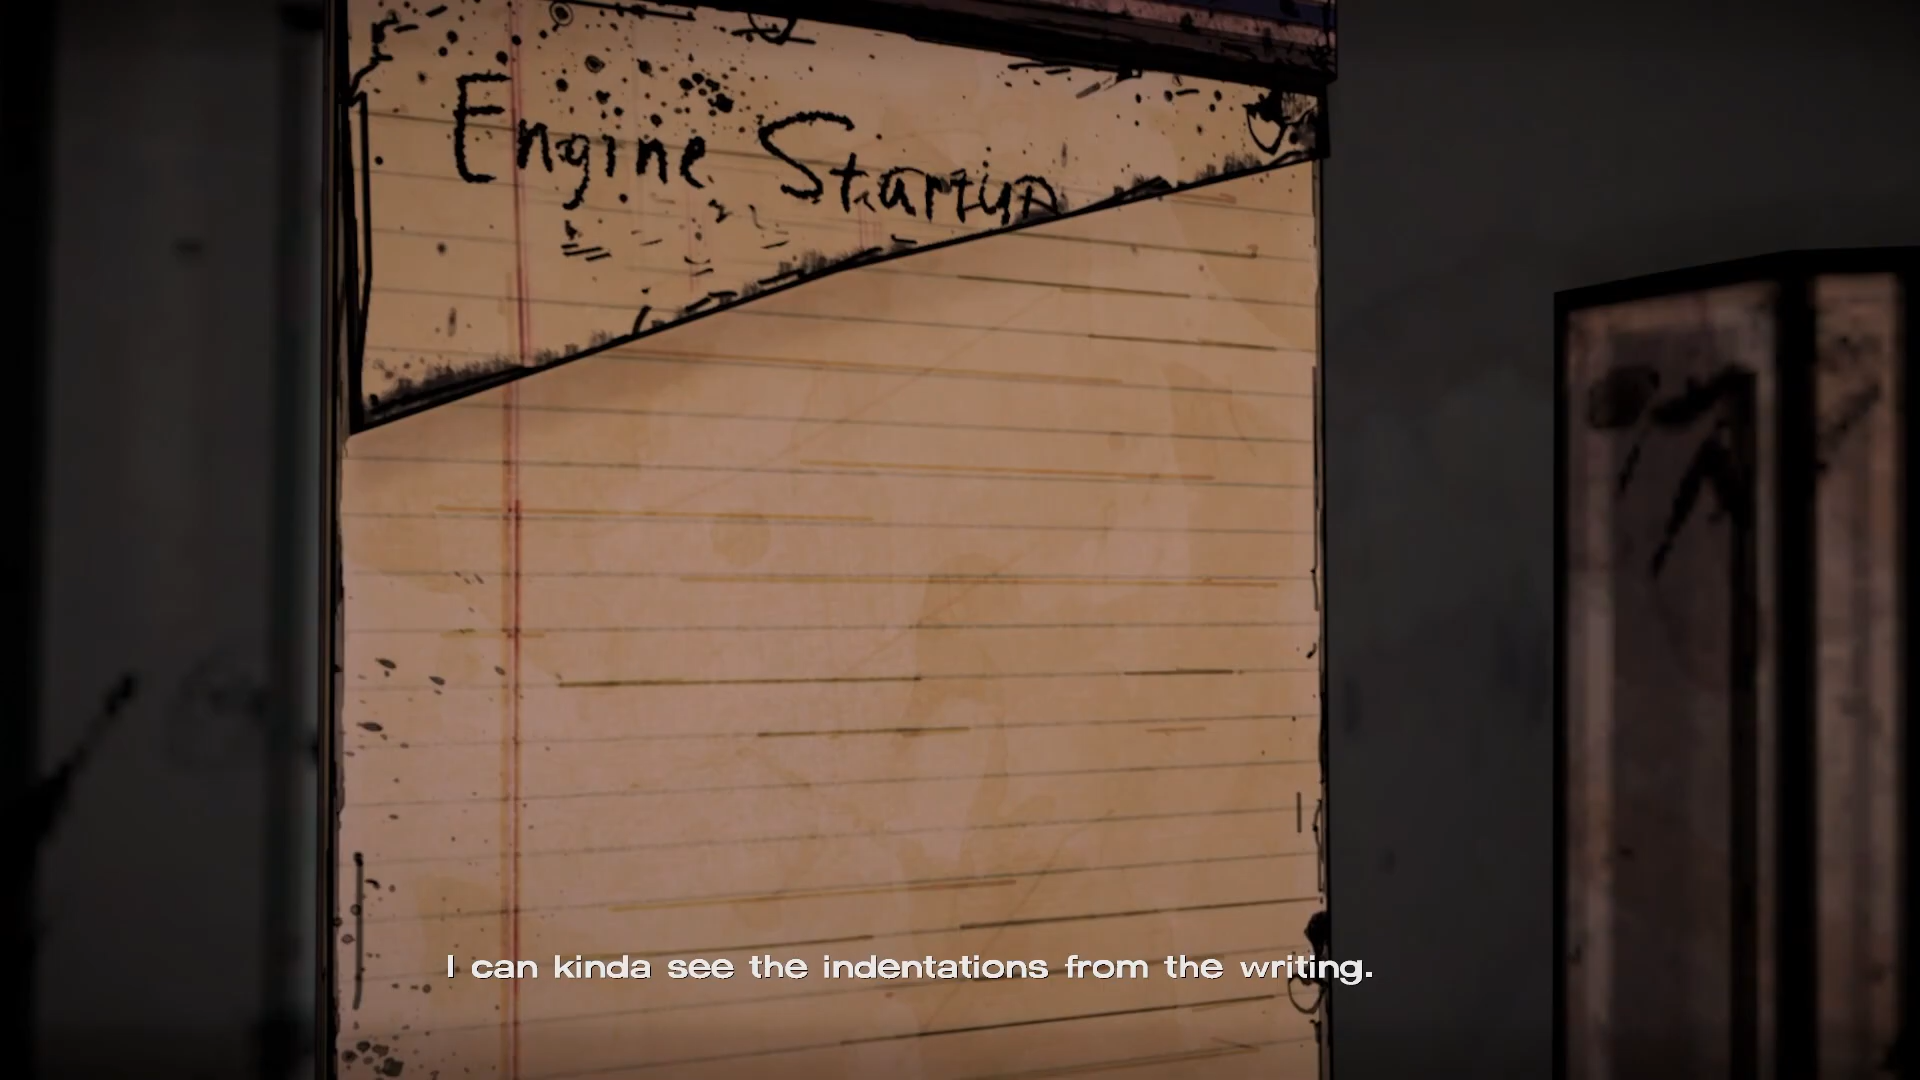 Engine Startup
I can kinda see the indentations from the writing.